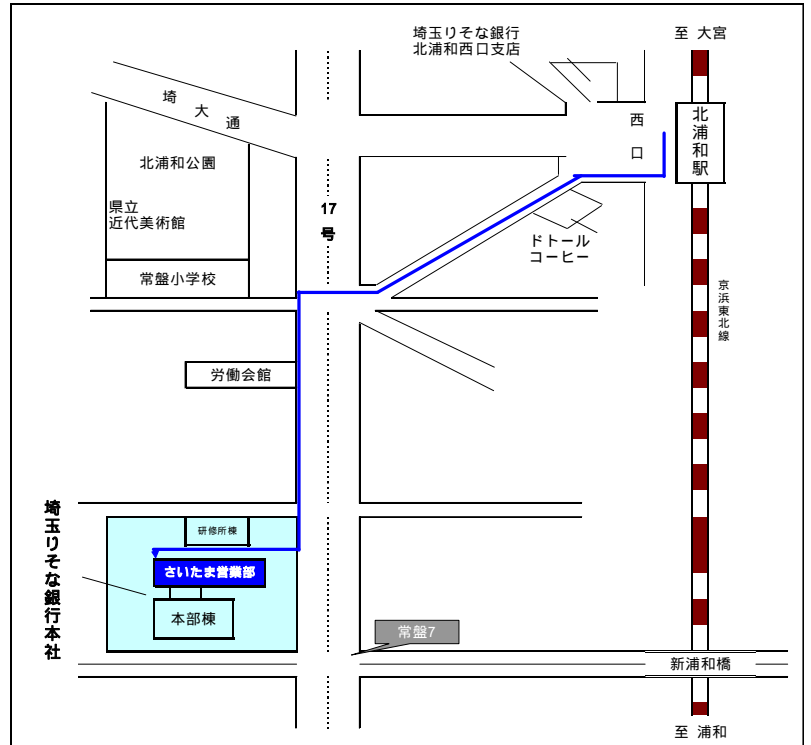 埼玉りそな銀行
北浦和西口支店
至 大宮
埼大通
西口
北浦和駅
北浦和公園
県立
近代美術館
17号
ドトール
コーヒー
常盤小学校
京浜東北線
労働会館
埼玉りそな銀行本社
研修所棟
さいたま営業部
本部棟
常盤7
新浦和橋
至 浦和